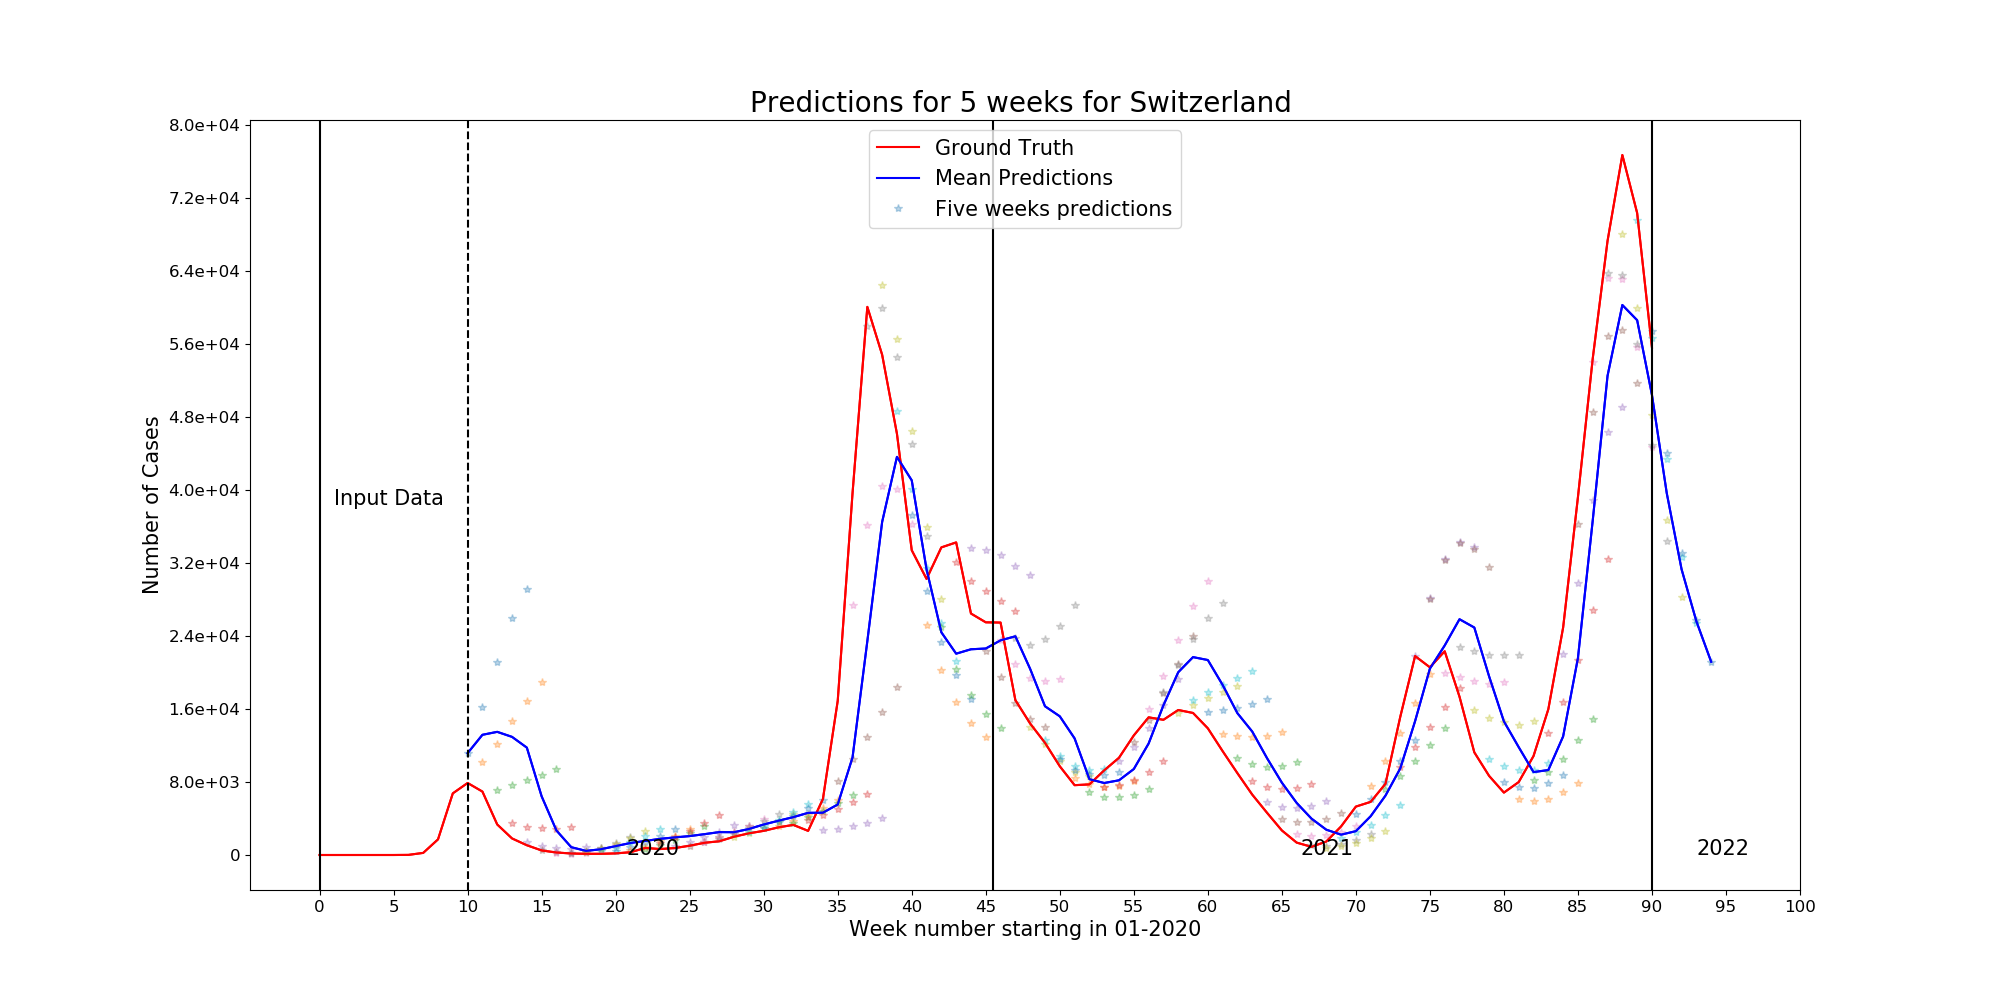 Predictions for 5 weeks for Switzerland
8.0e+04
7.2e+04
6.4e+04
5.6e+04
4.8e+04
4.0e+04
3.2e+04
2.4e+04
1.6e+04
8.0e+03
0
Number of Cases
Ground Truth
Mean Predictions
Five weeks predictions
Input Data
2020 2021 2022
0 5 10 15 20 25 30 35 40 45 50 55 60 65 70 75 80 85 90 95 100
Week number starting in 01-2020